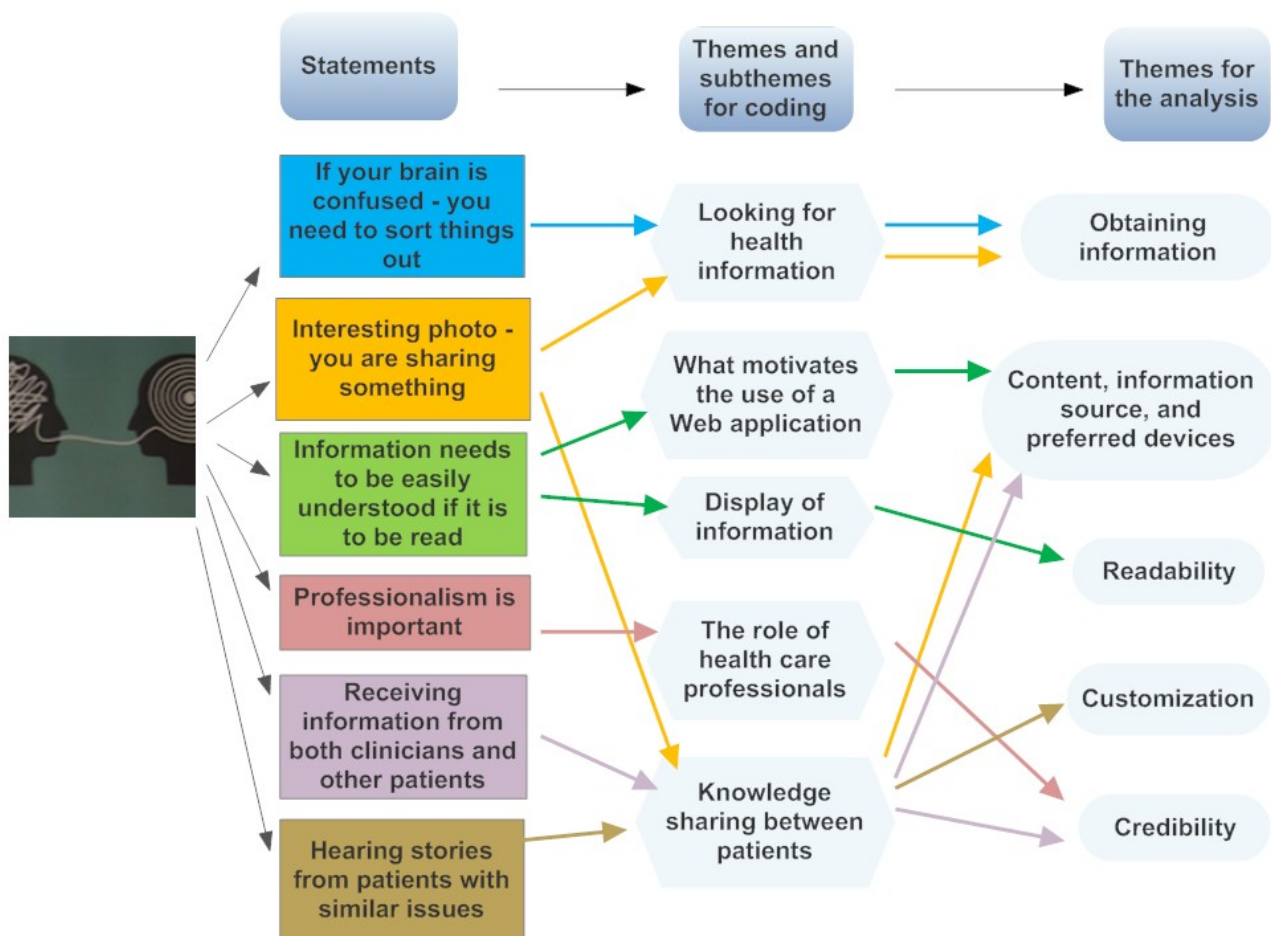 Statements
Themes and
subthemes
for coding
Themes for
the analysis
If your brain is
confused - you
need to sort things
out
Interesting photo -
you are sharing
something
Information needs
to be easily
understood if it is
to be read
Professionalism is
important
Receiving
information from
both clinicians and
other patients
Hearing stories
from patients with
similar issues
Looking for
health
information
What motivates
the use of a
Web application
Display of
information
The role of
health care
professionals
Knowledge
sharing between
patients
Obtaining
information
Content, information
source, and
preferred devices
Readability
Customization
Credibility